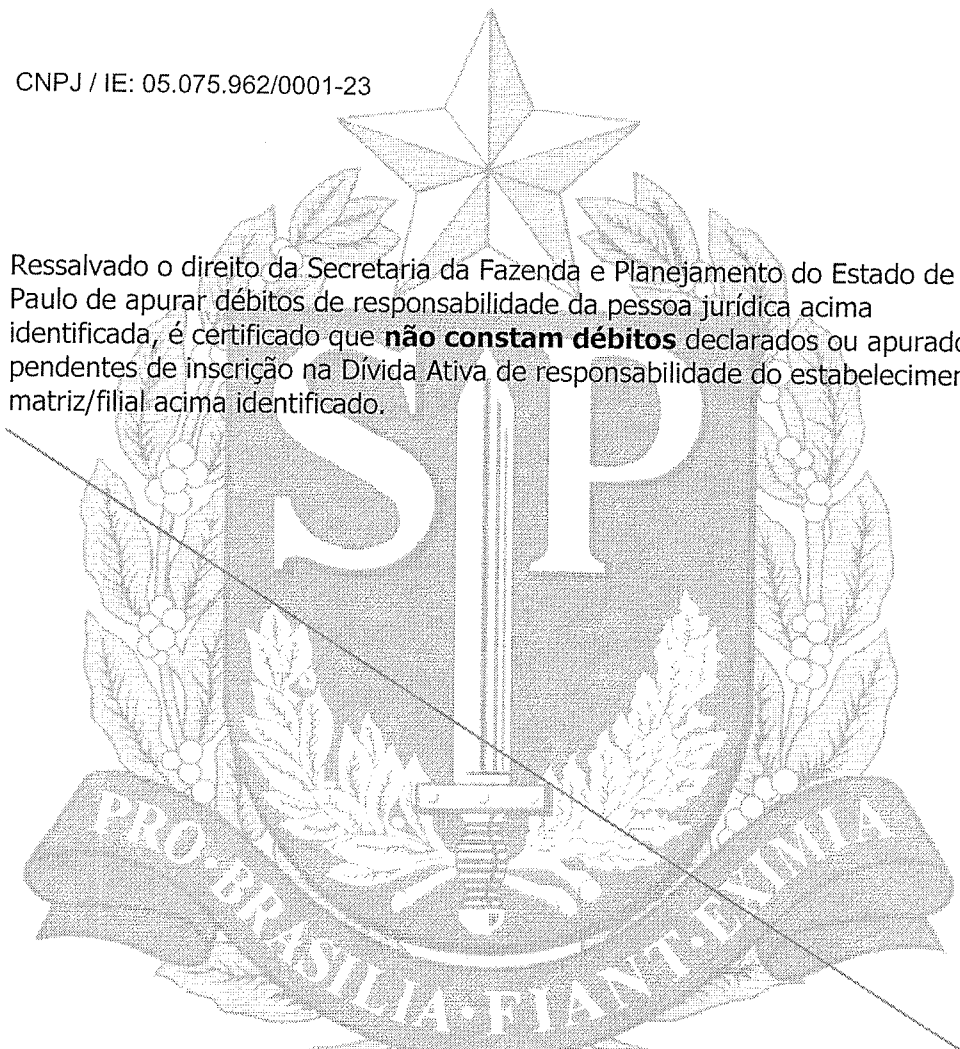 CNPJ / IE: 05.075.962/0001-23
Ressalvado o direito da Secretaria da Fazenda e Planejamento do Estado de
Paulo de apurar débitos de responsabilidade da pessoa jurídica acima
identificada, é certificado que não constam débitos declarados ou apurado
pendentes de inscrição na Dívida Ativa de responsabilidade do estabelecimen
matriz/filial acima identificado.
SP
PRO·BRASILIA·FIANT·EXIMIA